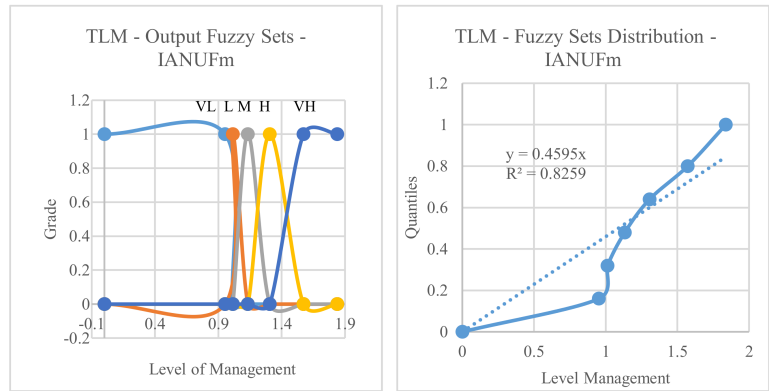 TLM - Output Fuzzy Sets -
IANUFm
VL L M H VH
1.2
1
0.8
0.6
0.4
0.2
0
-0.2
-0.1 0.4 0.9 1.4 1.9
Grade
Level of Management
TLM - Fuzzy Sets Distribution -
IANUFm
1.2
1
0.8
0.6
0.4
0.2
0
y = 0.4595x
R² = 0.8259
0 0.5 1 1.5 2
Quantiles
Level Management